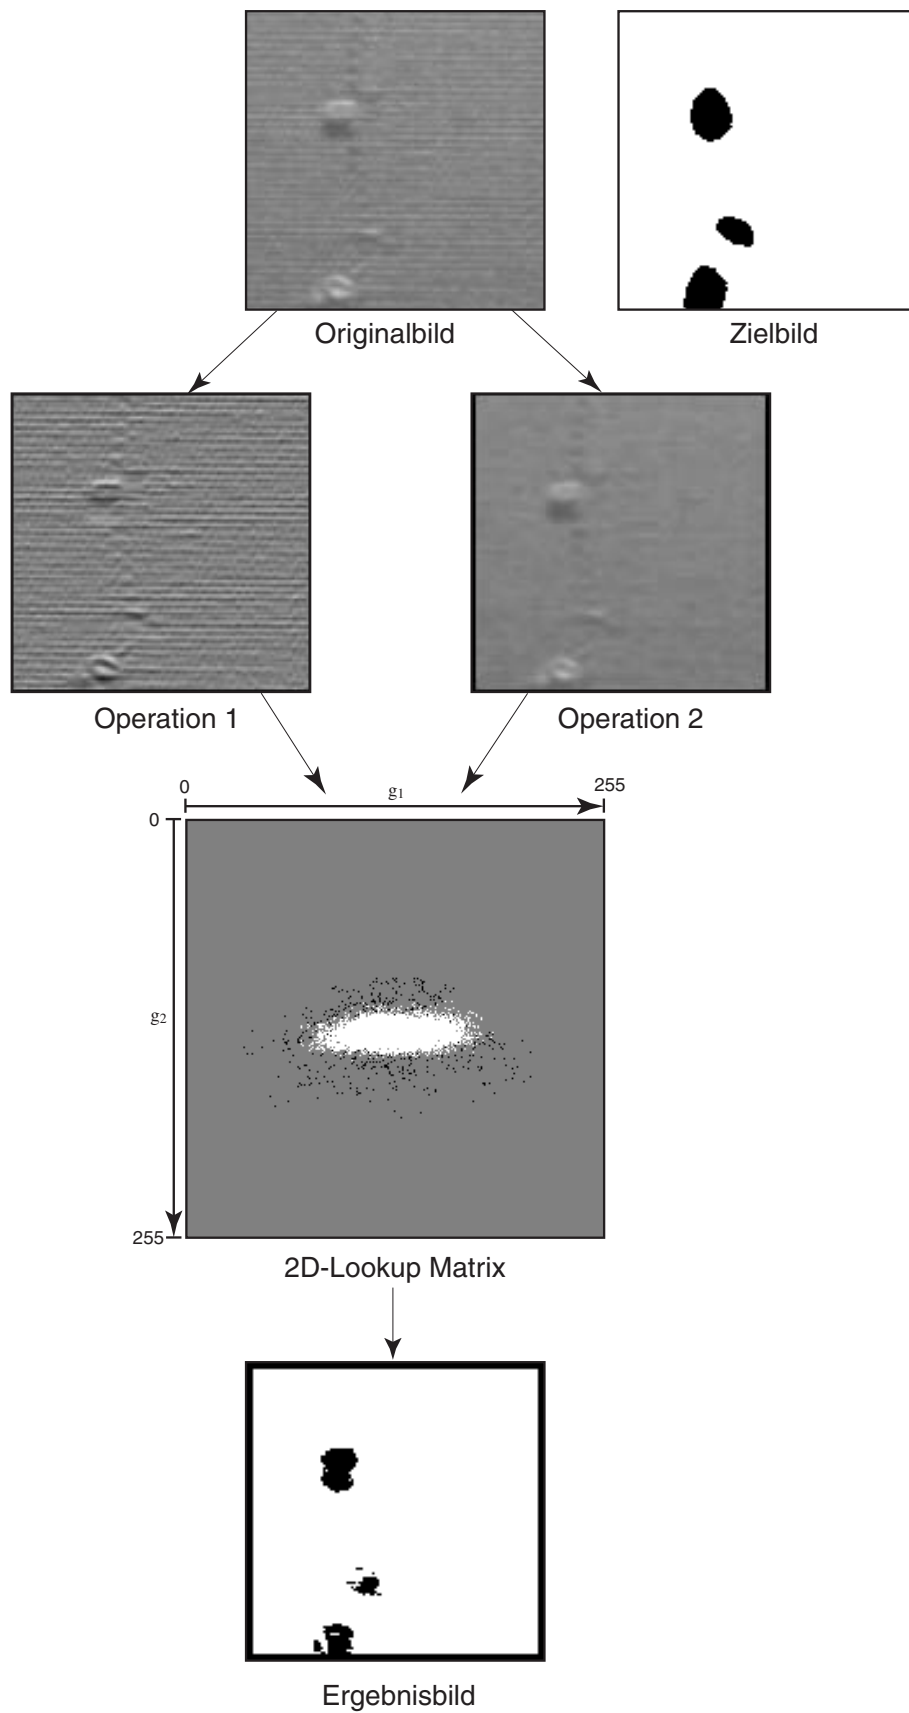 Originalbild
Zielbild
Operation 1
Operation 2
0
g1
255
0
g2
255
2D-Lookup Matrix
Ergebnisbild